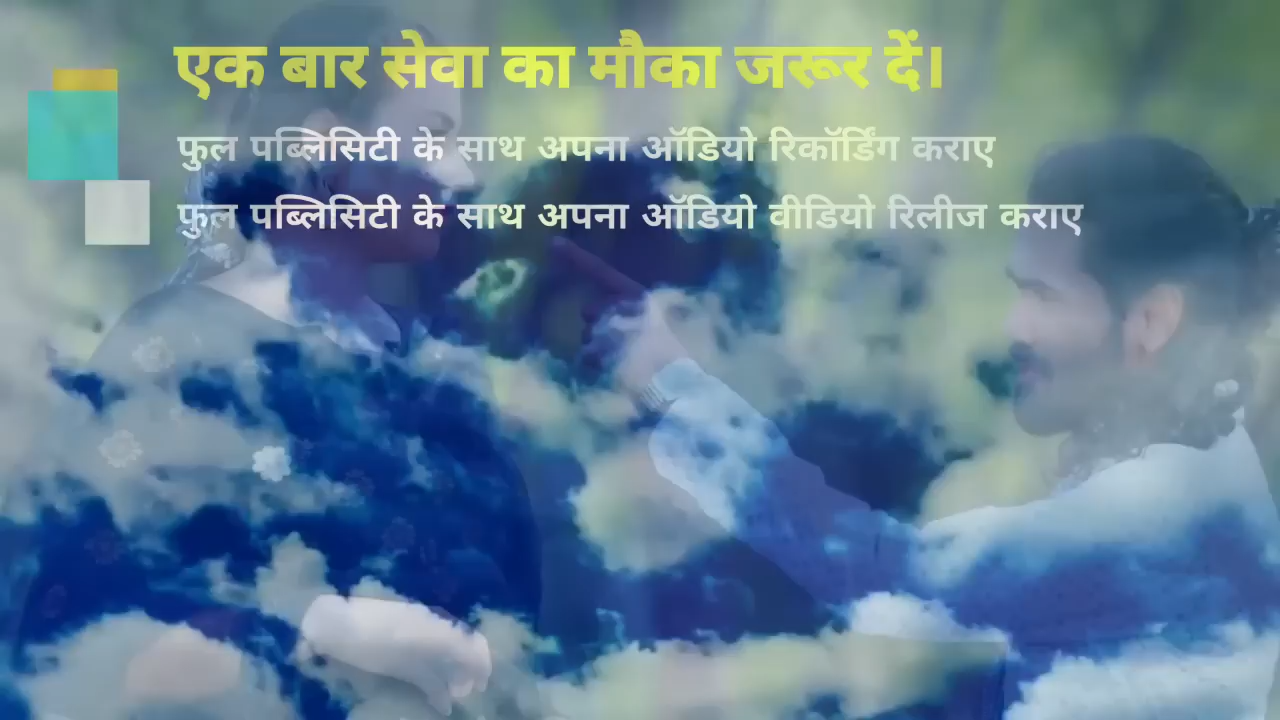 एक बार सेवा का मौका जरूर दें।
फुल पब्लिसिटी के साथ अपना ऑडियो रिकॉर्डिंग कराए
फुल पब्लिसिटी के साथ अपना ऑडियो वीडियो रिलीज कराए